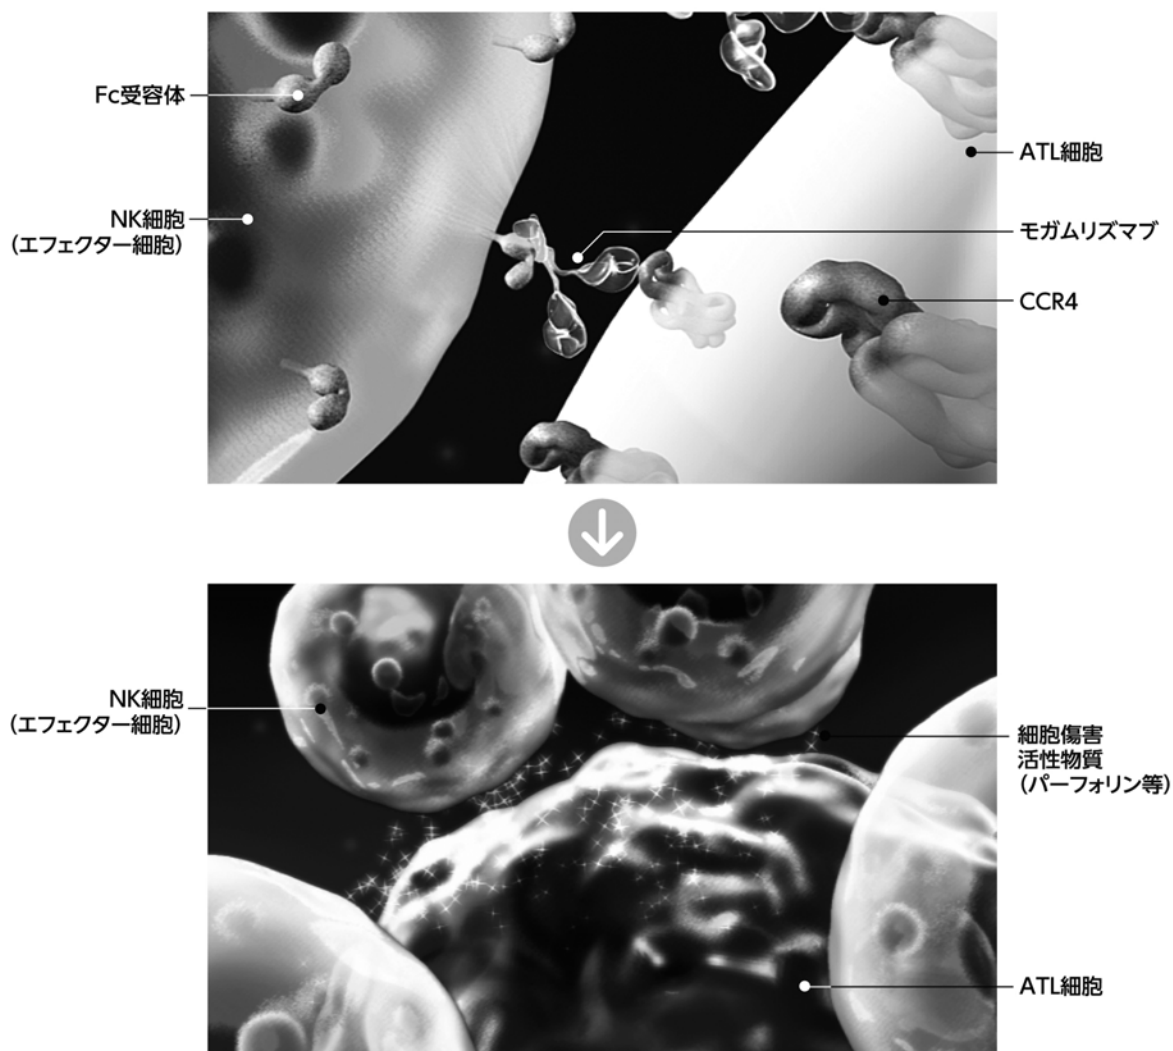 Fc受容体
ATL細胞
NK細胞
(エフェクター細胞)
モガムリズマブ
CCR4
NK細胞
(エフェクター細胞)
細胞傷害
活性物質
(パーフォリン等)
ATL細胞